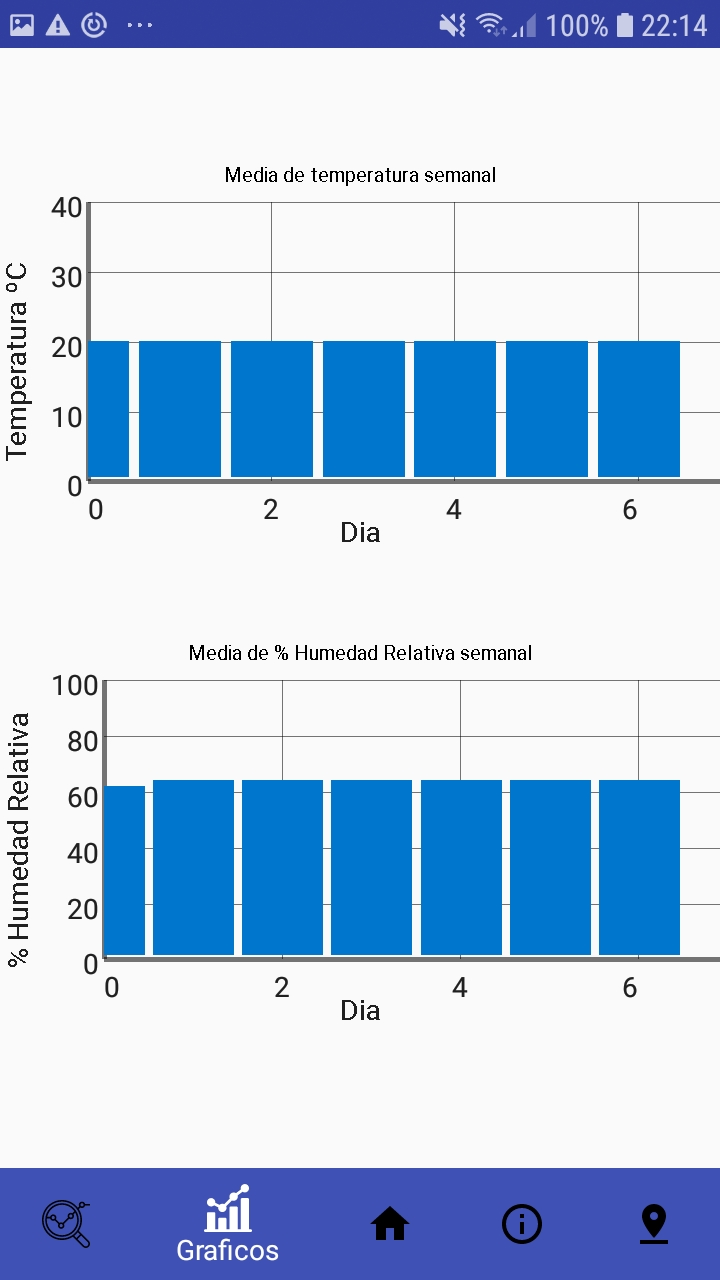 100% 22:14
Media de temperatura semanal
Temperatura ºC
40
30
20
10
0
0 2 4 6
Dia
Media de % Humedad Relativa semanal
% Humedad Relativa
100
80
60
40
20
0
0 2 4 6
Dia
Graficos